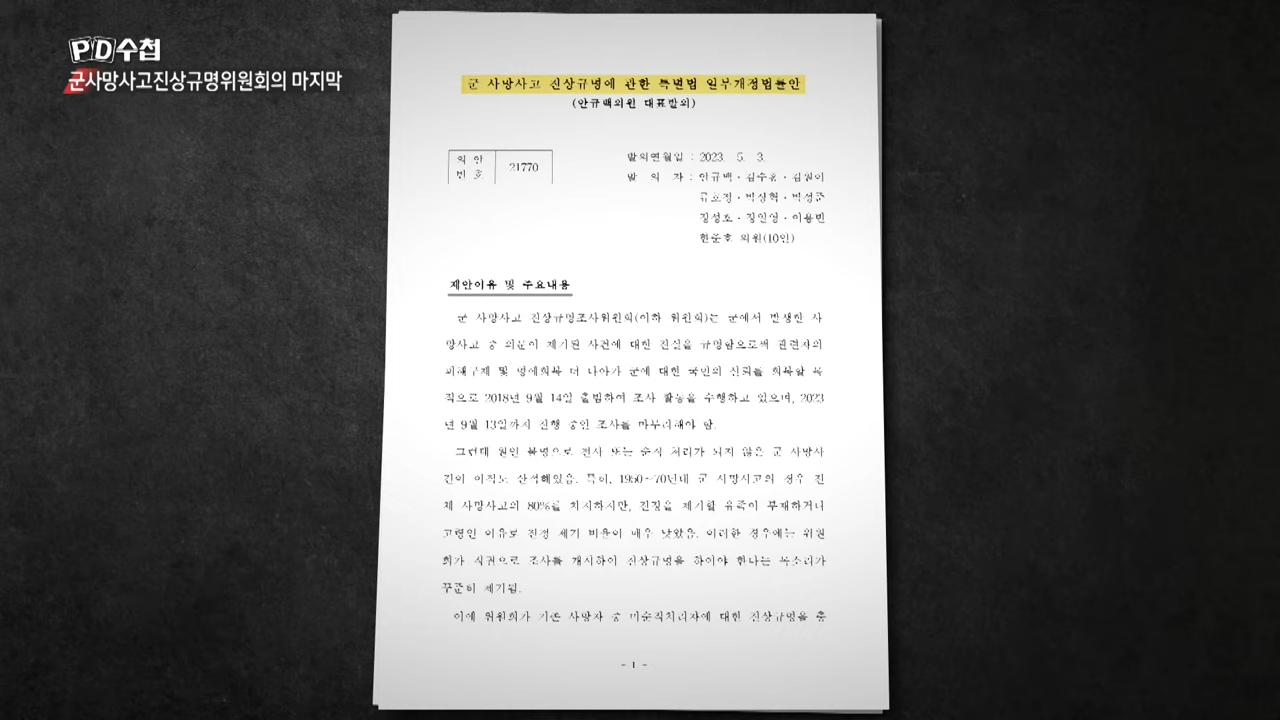 PD수첩
군사망사고진상규명위원회의 마지막
군 사망사고 진상규명에 관한 특별법 일부개정법률안
(안규백의원 대표발의)
의 안
번 호
21770
발의연월일 : 2023. 5. 3.
발 의 자 : 안규백ㆍ김수흥ㆍ김원이
류호정ㆍ박상혁ㆍ박성준
정성호ㆍ정일영ㆍ이용빈
한준호 의원(10인)
제안이유 및 주요내용
군 사망사고 진상규명조사위원회(이하 위원회)는 군에서 발생한 사
망사고 중 의문이 제기된 사건에 대한 진실을 규명함으로써 관련자의
피해구제 및 명예회복 더 나아가 군에 대한 국민의 신뢰를 회복할 목
적으로 2018년 9월 14일 출범하여 조사 활동을 수행하고 있으며, 2023
년 9월 13일까지 진행 중인 조사를 마무리해야 함.
그런데 원인 불명으로 전사 또는 순직 처리가 되지 않은 군 사망사
건이 아직도 산적해있음. 특히, 1950∼70년대 군 사망사고의 경우 전
체 사망사고의 80%를 차지하지만, 진정을 제기할 유족이 부재하거나
고령인 이유로 진정 제기 비율이 매우 낮았음. 이러한 경우에는 위원
회가 직권으로 조사를 개시하여 진상규명을 하여야 한다는 목소리가
꾸준히 제기됨.
이에 위원회가 기존 사망자 중 미순직처리자에 대한 진상규명을 충
- 1 -